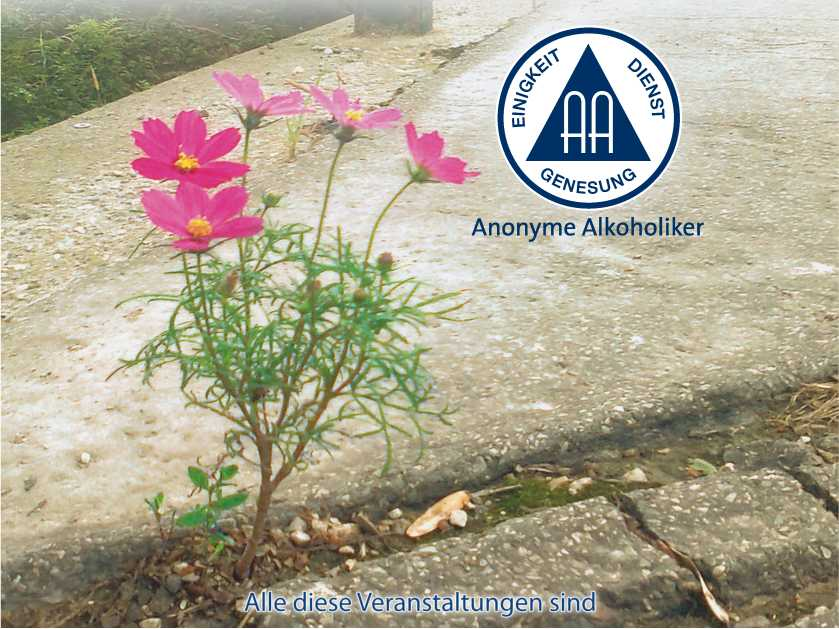 EINIGKEIT
DIENST
AA
GENESUNG
Anonyme Alkoholiker
Alle diese Veranstaltungen sind